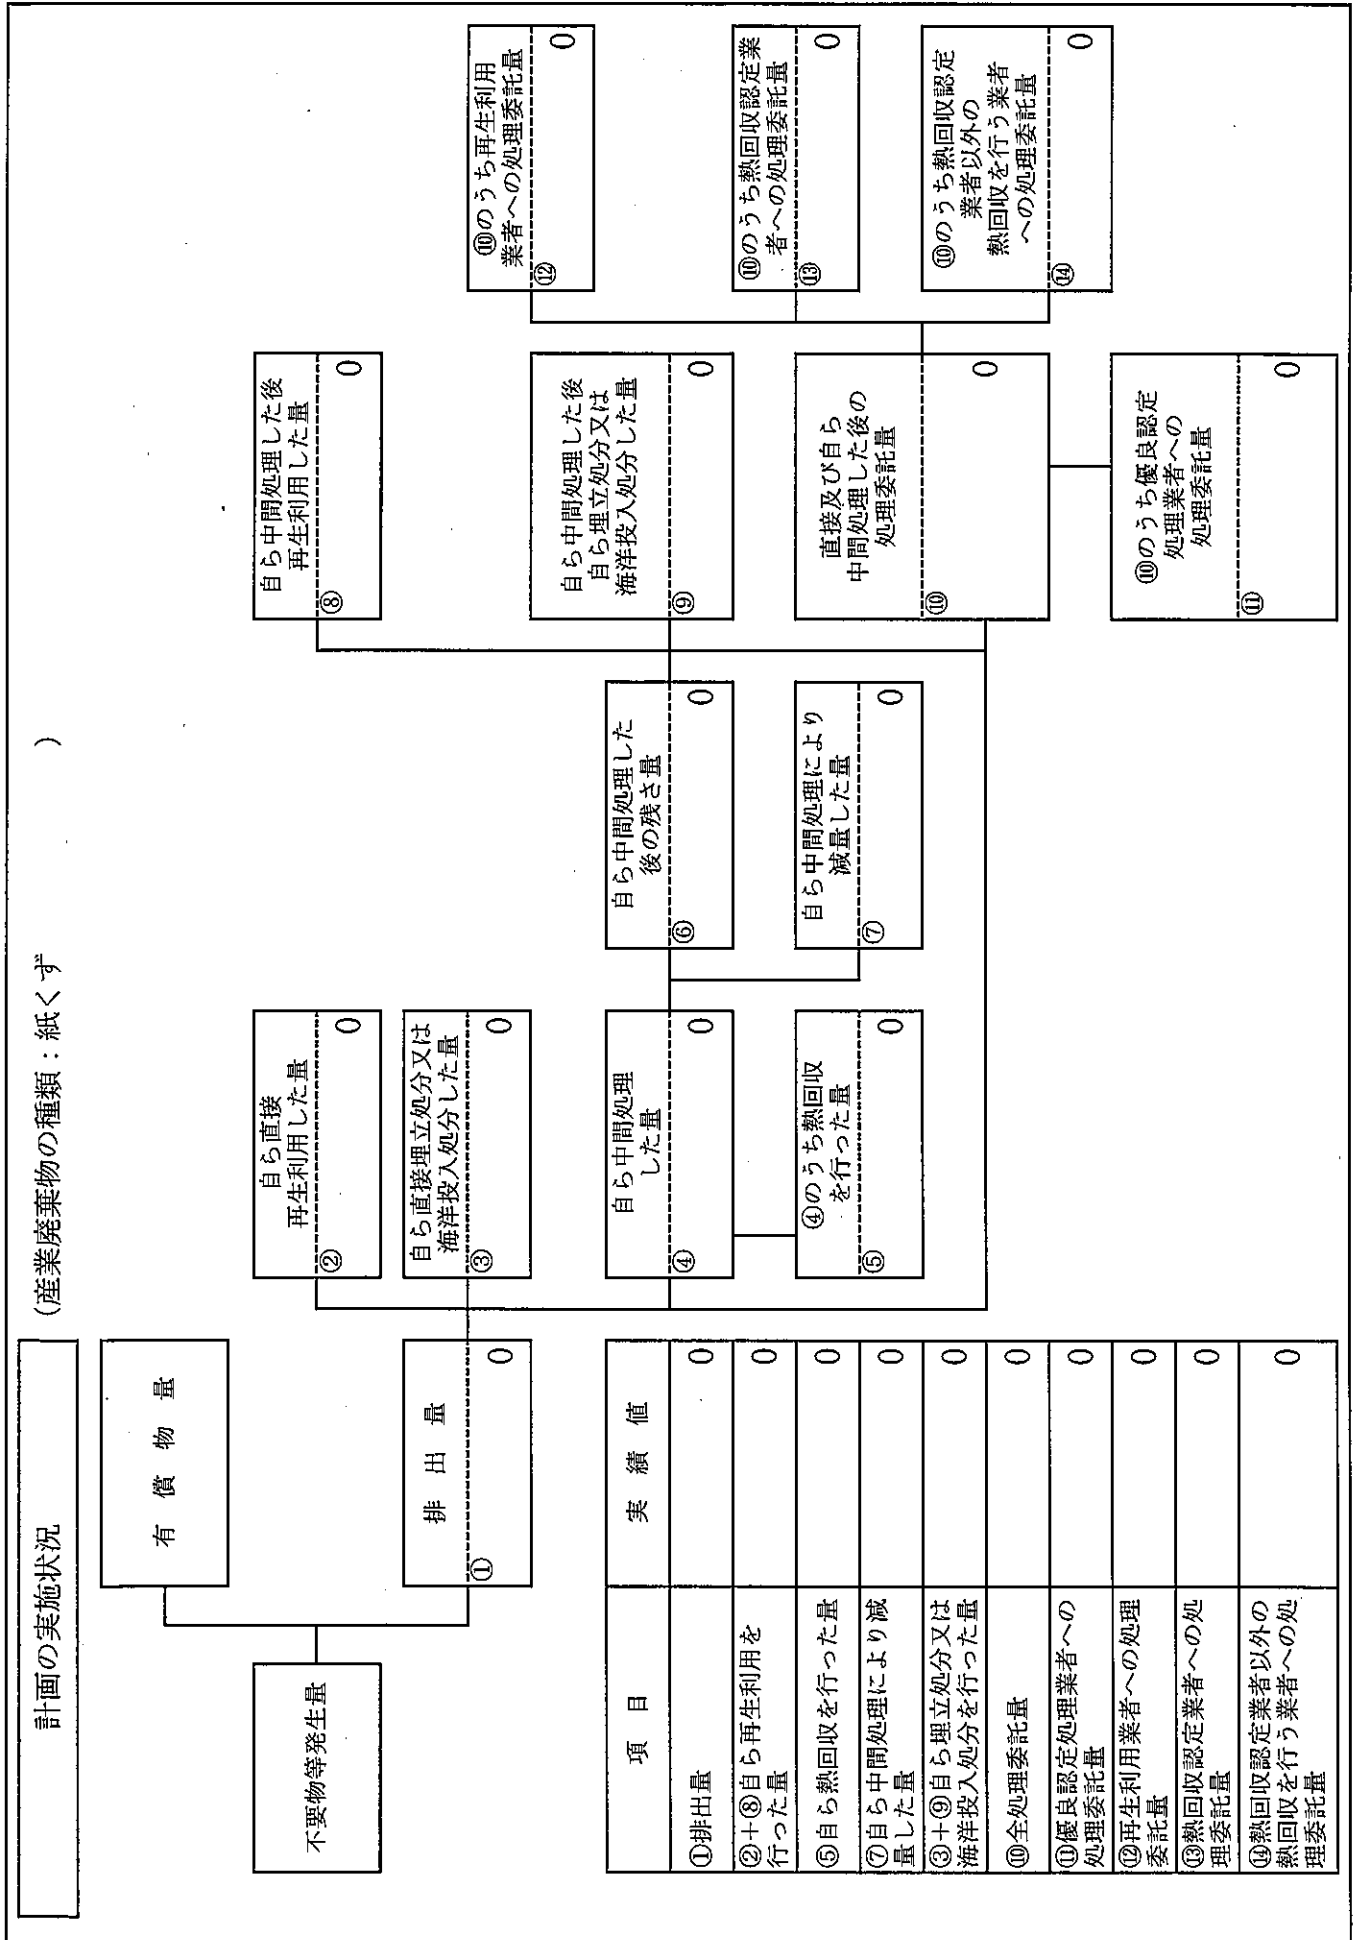 計画の実施状況
(産業廃棄物の種類：紙くず　　　　　　　)
不要物等発生量
有　償　物　量
排　出　量
①
0
自ら直接
再生利用した量
②
0
自ら直接埋立処分又は
海洋投入処分した量
③
0
自ら中間処理
した量
④
0
④のうち熱回収
を行った量
⑤
0
自ら中間処理した
後の残さ量
⑥
0
自ら中間処理により
減量した量
⑦
0
自ら中間処理した後
再生利用した量
⑧
0
自ら中間処理した後
自ら埋立処分又は
海洋投入処分した量
⑨
0
直接及び自ら
中間処理した後の
処理委託量
⑩
0
⑩のうち優良認定
処理業者への
処理委託量
⑪
0
⑩のうち再生利用
業者への処理委託量
⑫
0
⑩のうち熱回収認定業
者への処理委託量
⑬
0
⑩のうち熱回収認定
業者以外の
熱回収を行う業者
への処理委託量
⑭
0
項　目
実　績　値
①排出量
0
②＋⑧自ら再生利用を
行った量
0
⑤自ら熱回収を行った量
0
⑦自ら中間処理により減
量した量
0
③＋⑨自ら埋立処分又は
海洋投入処分を行った量
0
⑩全処理委託量
0
⑪優良認定処理業者への
処理委託量
0
⑫再生利用業者への処理
委託量
0
⑬熱回収認定業者への処
理委託量
0
⑭熱回収認定業者以外の
熱回収を行う業者への処
理委託量
0